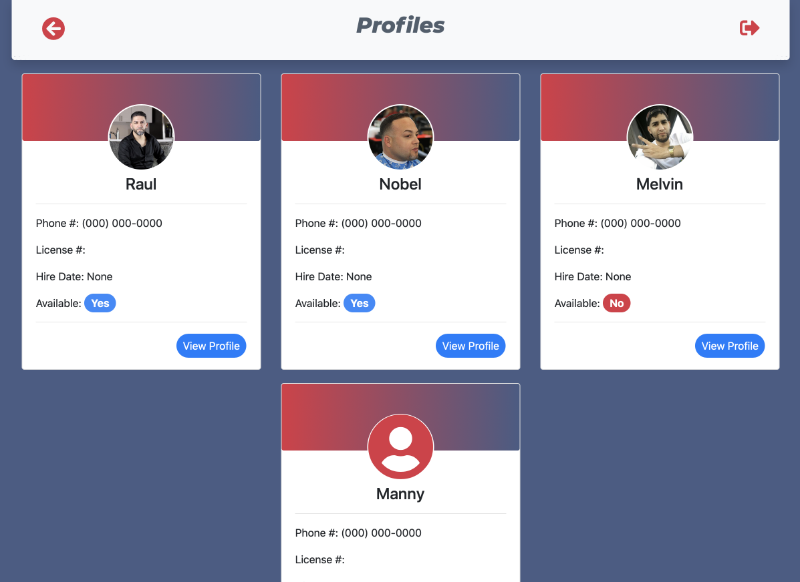 Profiles
Raul
Phone #: (000) 000-0000
License #:
Hire Date: None
Available: Yes
View Profile
Nobel
Phone #: (000) 000-0000
License #:
Hire Date: None
Available: Yes
View Profile
Melvin
Phone #: (000) 000-0000
License #:
Hire Date: None
Available: No
View Profile
Manny
Phone #: (000) 000-0000
License #: